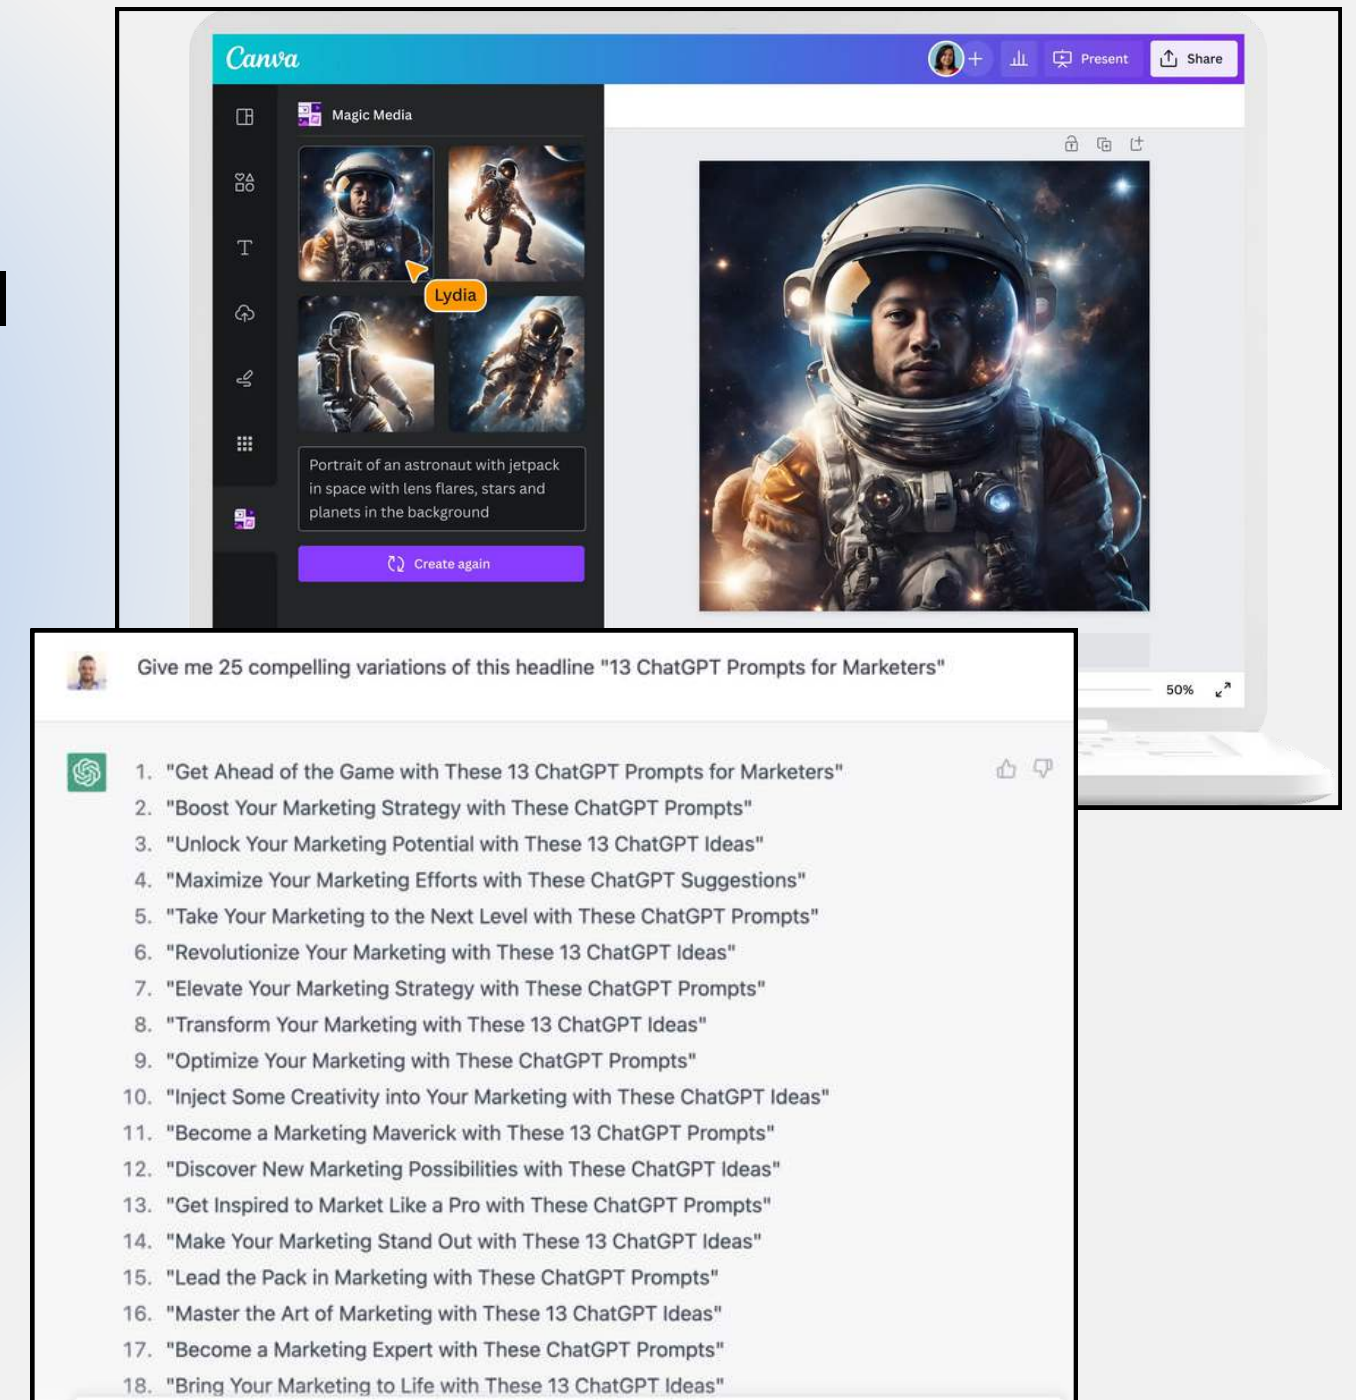 Canva
Present
Share
Magic Media
Lydia
Portrait of an astronaut with jetpack
in space with lens flares, stars and
planets in the background
Create again
50%
Give me 25 compelling variations of this headline "13 ChatGPT Prompts for Marketers"
1. "Get Ahead of the Game with These 13 ChatGPT Prompts for Marketers"
2. "Boost Your Marketing Strategy with These ChatGPT Prompts"
3. "Unlock Your Marketing Potential with These 13 ChatGPT Ideas"
4. "Maximize Your Marketing Efforts with These ChatGPT Suggestions"
5. "Take Your Marketing to the Next Level with These ChatGPT Prompts"
6. "Revolutionize Your Marketing with These 13 ChatGPT Ideas"
7. "Elevate Your Marketing Strategy with These ChatGPT Prompts"
8. "Transform Your Marketing with These 13 ChatGPT Ideas"
9. "Optimize Your Marketing with These ChatGPT Prompts"
10. "Inject Some Creativity into Your Marketing with These ChatGPT Ideas"
11. "Become a Marketing Maverick with These 13 ChatGPT Prompts"
12. "Discover New Marketing Possibilities with These ChatGPT Ideas"
13. "Get Inspired to Market Like a Pro with These ChatGPT Prompts"
14. "Make Your Marketing Stand Out with These 13 ChatGPT Ideas"
15. "Lead the Pack in Marketing with These ChatGPT Prompts"
16. "Master the Art of Marketing with These 13 ChatGPT Ideas"
17. "Become a Marketing Expert with These ChatGPT Prompts"
18. "Bring Your Marketing to Life with These 13 ChatGPT Ideas"